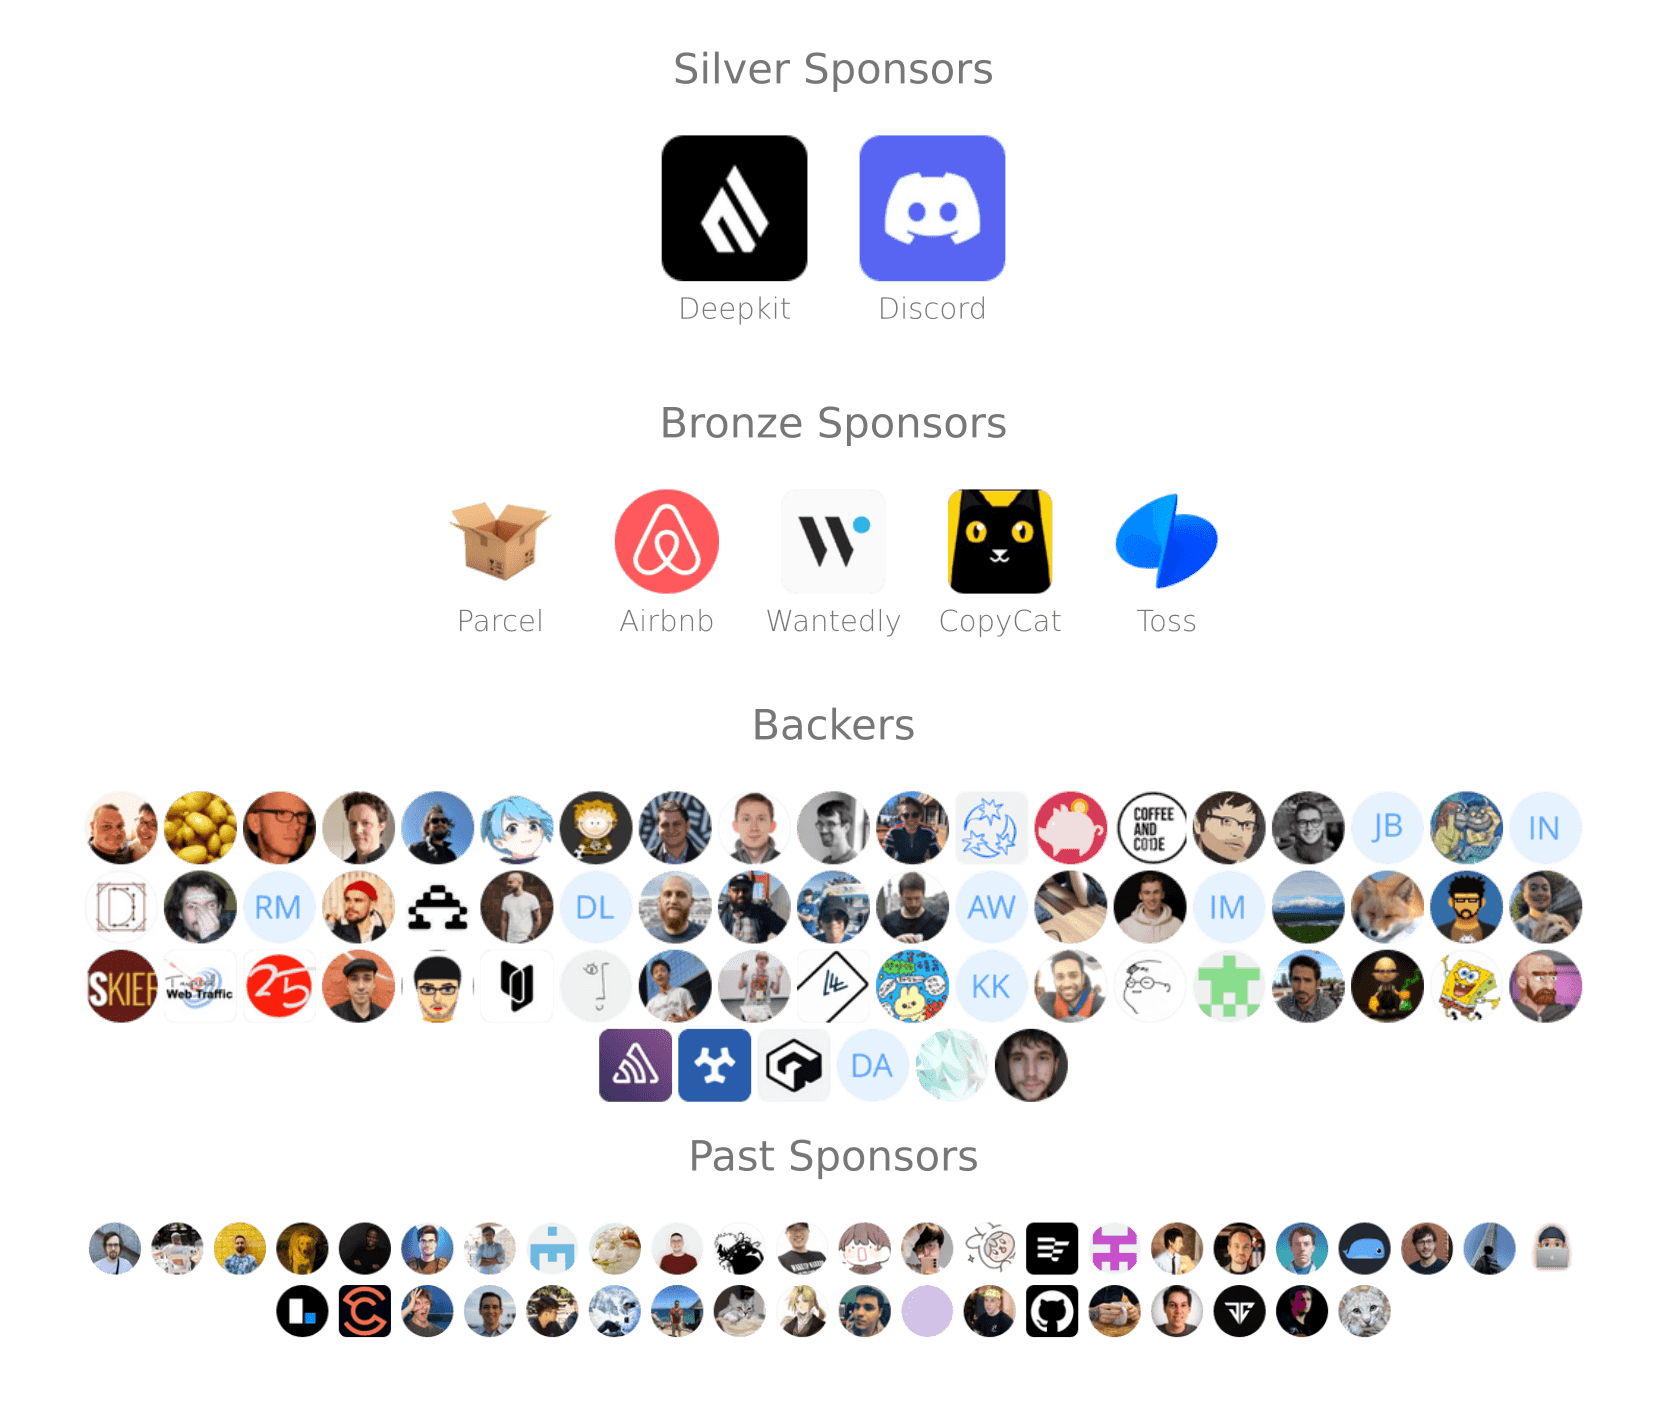 Silver Sponsors
Deepkit
Discord
Bronze Sponsors
Parcel
Airbnb
Wantedly
CopyCat
Toss
Backers
COFFEE
AND
CODE
JB
IN
RM
DL
AW
IM
SKIER
Web Traffic
25
KK
DA
Past Sponsors